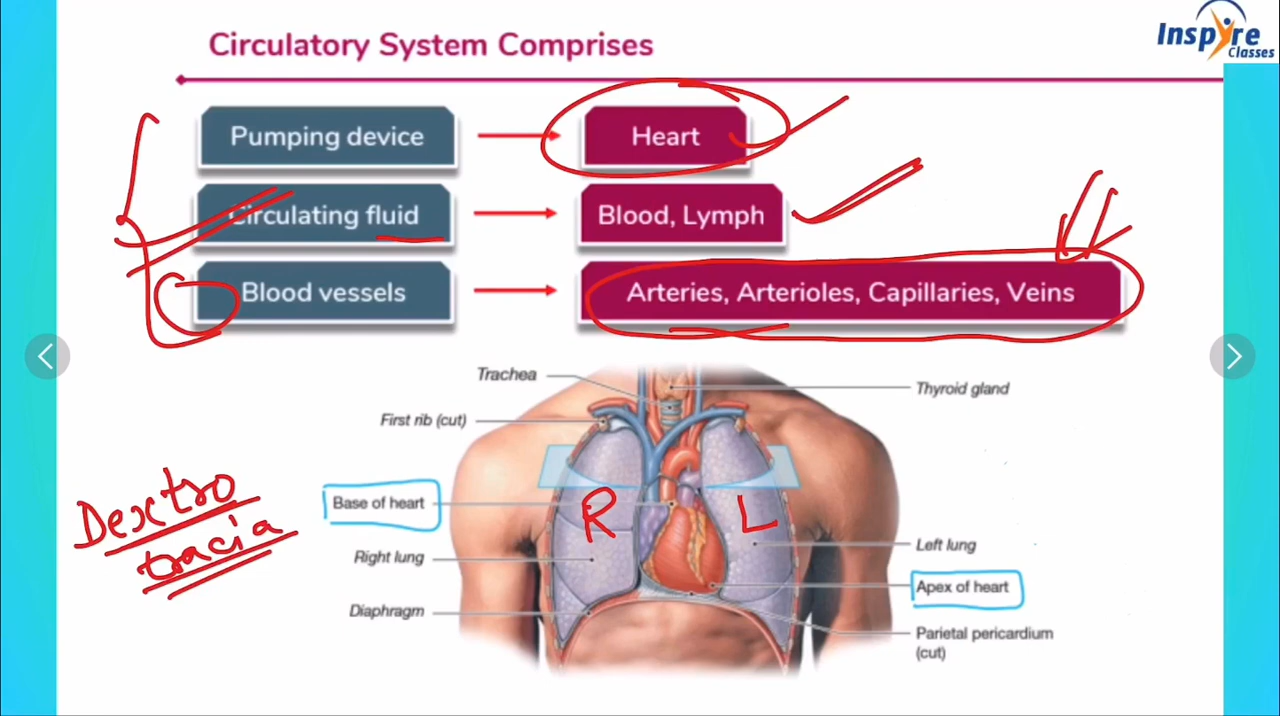 Inspyre
Classes
Circulatory System Comprises
Pumping device
Heart
Circulating fluid
Blood, Lymph
Blood vessels
Arteries, Arterioles, Capillaries, Veins
Trachea
Thyroid gland
First rib (cut)
Base of heart
R
L
Dextro
tracia
Right lung
Left lung
Apex of heart
Diaphragm
Parietal pericardium
(cut)